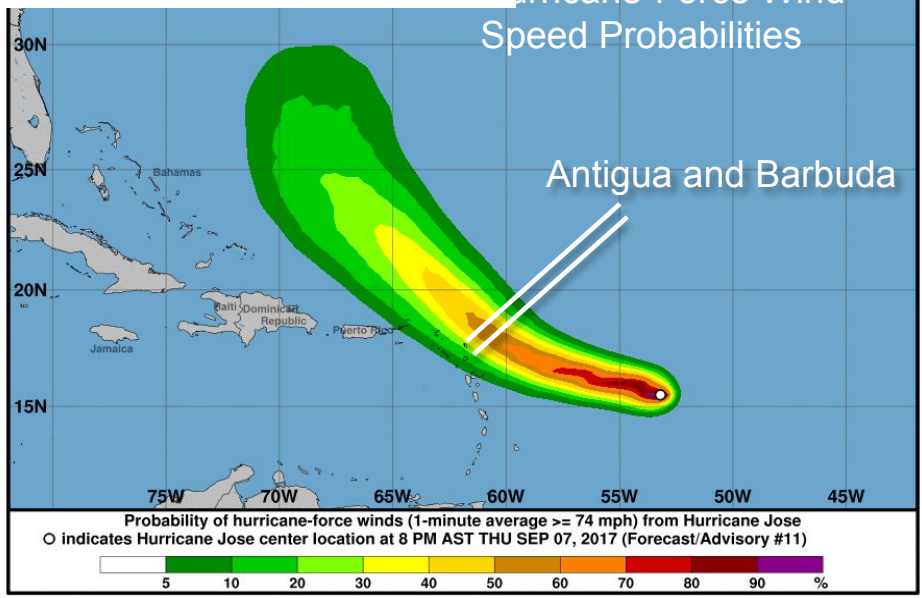 Hurricane-Force Wind
Speed Probabilities
30N
25N
Bahamas
Antigua and Barbuda
20N
Haiti
Dominican
Republic
Puerto Rico
Jamaica
15N
75W 70W 65W 60W 55W 50W 45W
Probability of hurricane-force winds (1-minute average >= 74 mph) from Hurricane Jose
O indicates Hurricane Jose center location at 8 PM AST THU SEP 07, 2017 (Forecast/Advisory #11)
5 10 20 30 40 50 60 70 80 90 %